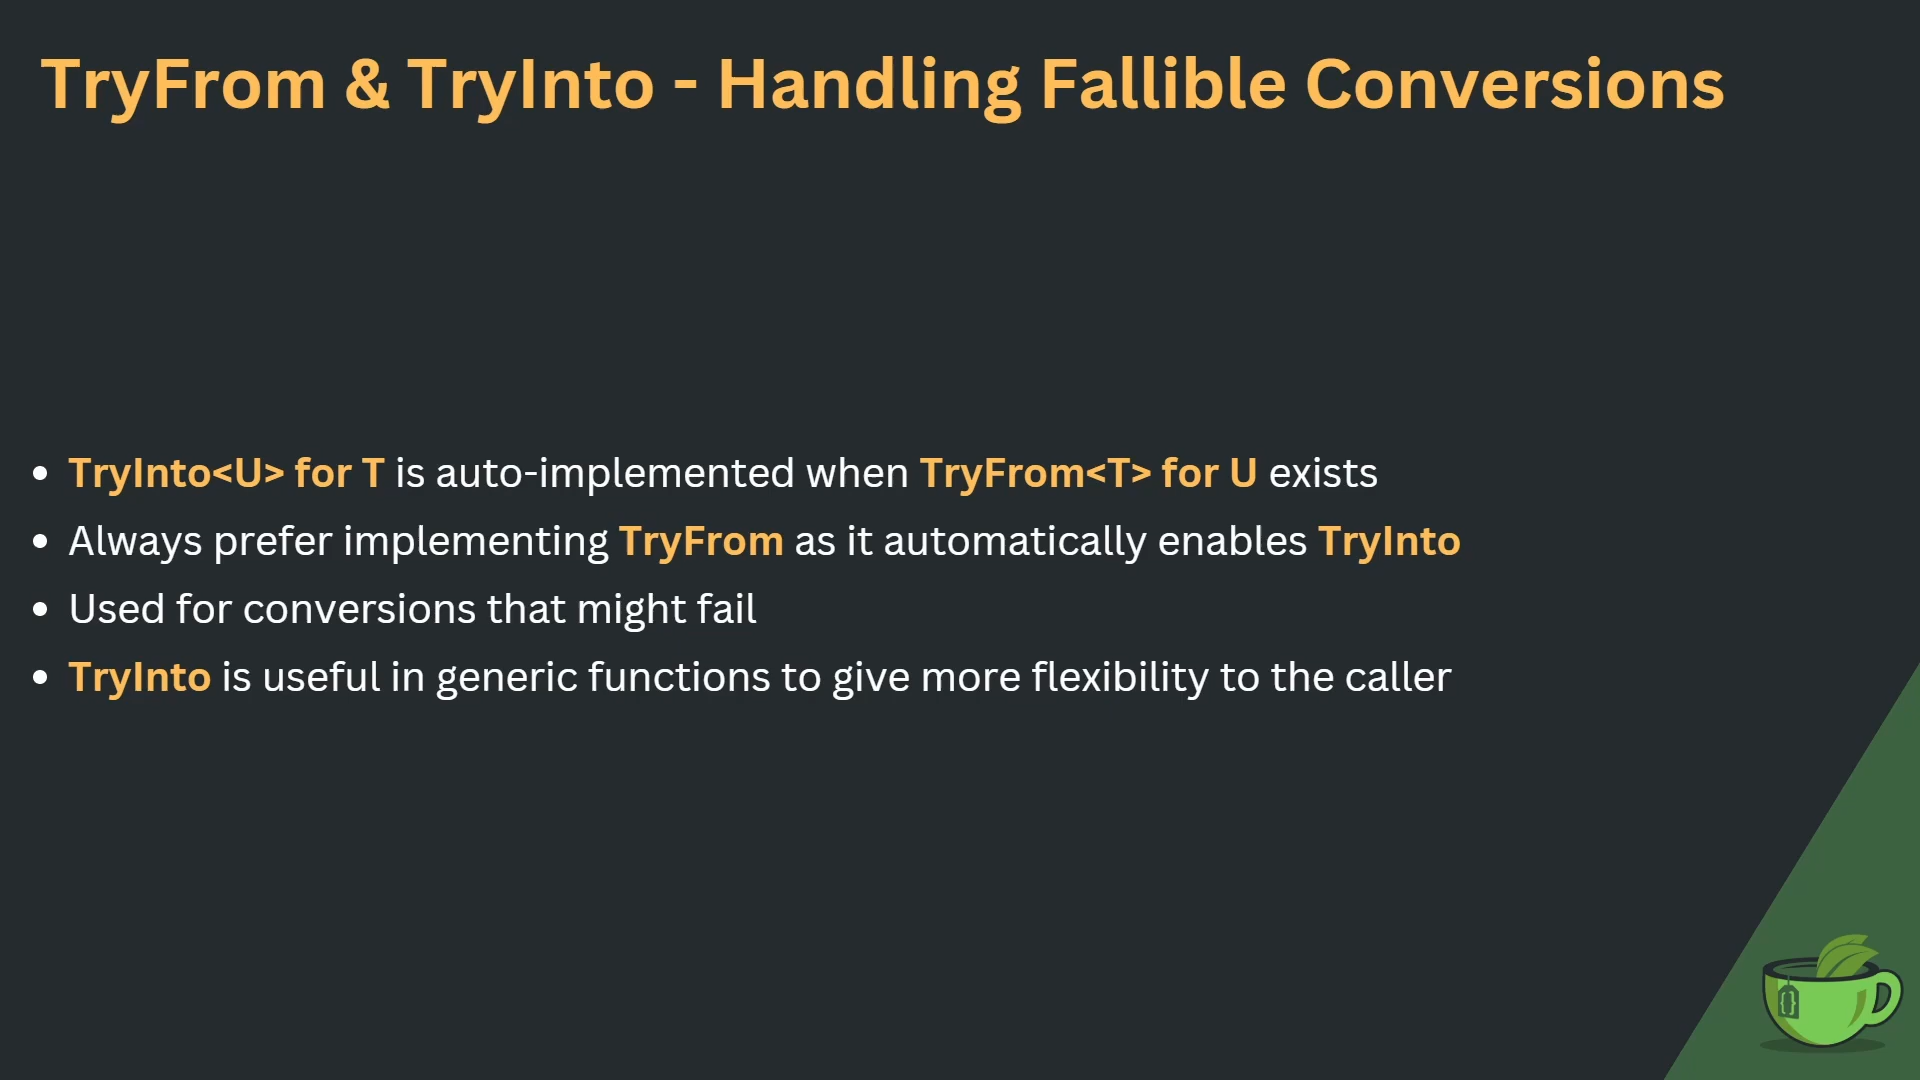 TryFrom & TryInto - Handling Fallible Conversions
• TryInto<U> for T is auto-implemented when TryFrom<T> for U exists
• Always prefer implementing TryFrom as it automatically enables TryInto
• Used for conversions that might fail
• TryInto is useful in generic functions to give more flexibility to the caller
{}